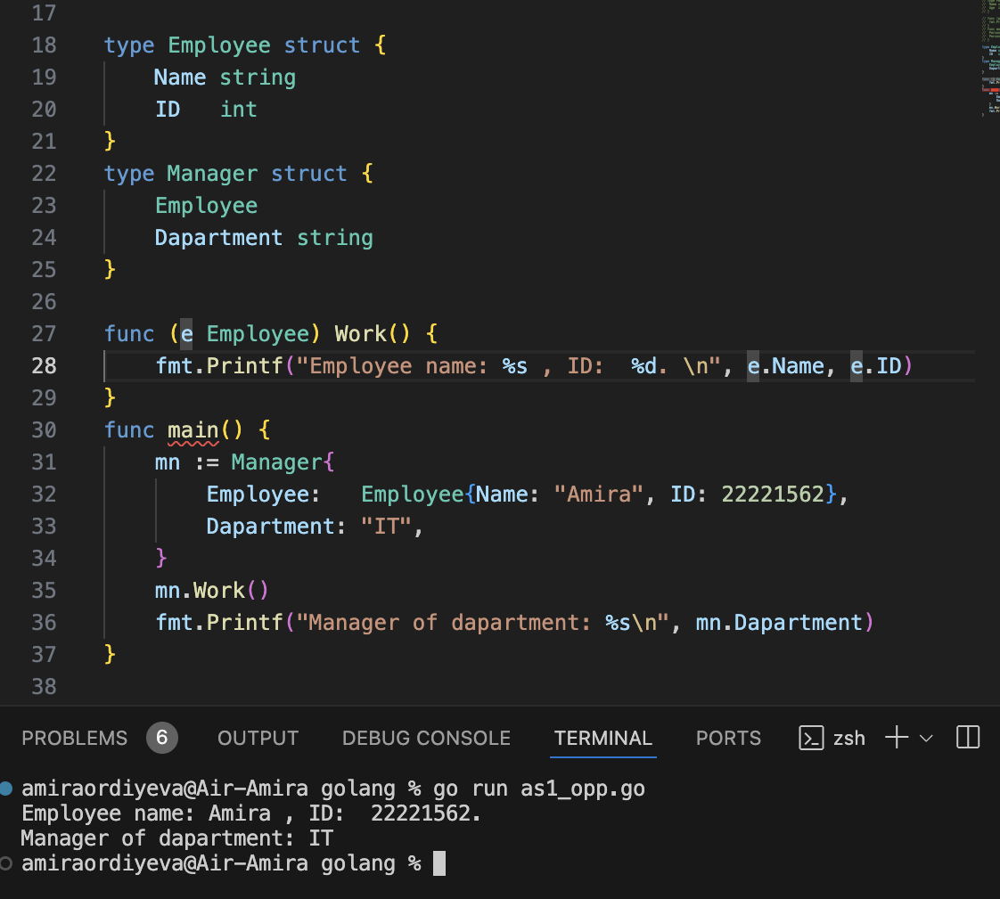 17
18 type Employee struct {
19     Name string
20     ID   int
21 }
22 type Manager struct {
23     Employee
24     Dapartment string
25 }
26
27 func (e Employee) Work() {
28     fmt.Printf("Employee name: %s , ID:  %d. \n", e.Name, e.ID)
29 }
30 func main() {
31     mn := Manager{
32         Employee:   Employee{Name: "Amira", ID: 22221562},
33         Dapartment: "IT",
34     }
35     mn.Work()
36     fmt.Printf("Manager of dapartment: %s\n", mn.Dapartment)
37 }
38
PROBLEMS 6 OUTPUT DEBUG CONSOLE TERMINAL PORTS zsh
amiraordiyeva@Air-Amira golang % go run as1_opp.go
Employee name: Amira , ID:  22221562.
Manager of dapartment: IT
amiraordiyeva@Air-Amira golang %